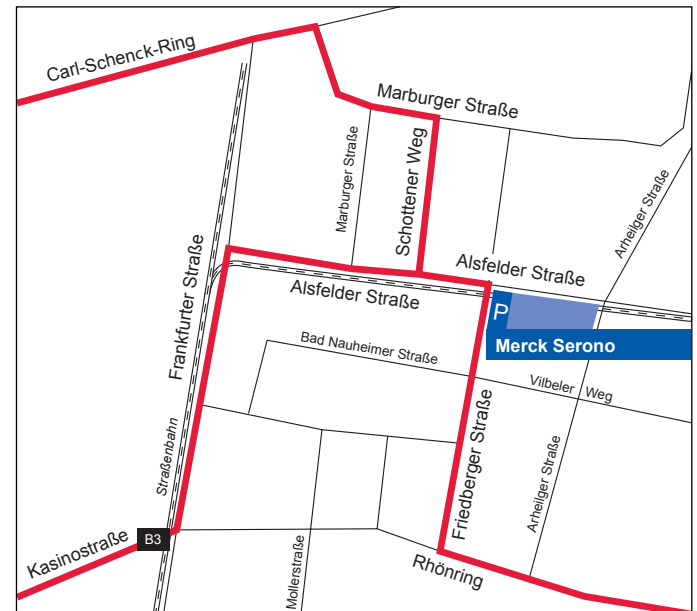 Carl-Schenck-Ring
Marburger Straße
Marburger Straße
Schottener Weg
Arheilger Straße
Frankfurter Straße
Alsfelder Straße
Alsfelder Straße
P
Merck Serono
Bad Nauheimer Straße
Vilbeler Weg
Straßenbahn
Friedberger Straße
Arheilger Straße
B3
Kasinostraße
Mollerstraße
Rhönring